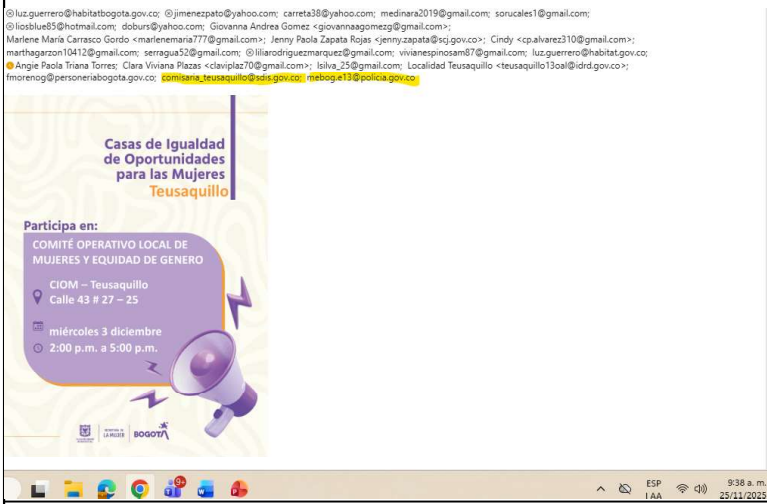 luz.guerrero@habitatbogota.gov.co; jimenezpato@yahoo.com; carreta38@yahoo.com; medinara2019@gmail.com; sorucales1@gmail.com;
liosblue85@hotmail.com; doburs@yahoo.com; Giovanna Andrea Gomez <giovannaagomezg@gmail.com>;
Marlene María Carrasco Gordo <marlenemaria777@gmail.com>; Jenny Paola Zapata Rojas <jenny.zapata@scj.gov.co>; Cindy <cp.alvarez310@gmail.com>;
marthagarzon10412@gmail.com; serragua52@gmail.com; liliarodriguezmarquez@gmail.com; vivianespinosam87@gmail.com; luz.guerrero@habitat.gov.co;
Angie Paola Triana Torres; Clara Viviana Plazas <claviplaz70@gmail.com>; lsilva_25@gmail.com; Localidad Teusaquillo <teusaquillo13oal@idrd.gov.co>;
fmorenog@personeriabogota.gov.co; comisaria_teusaquillo@sdis.gov.co; mebog.e13@policia.gov.co
Casas de Igualdad
de Oportunidades
para las Mujeres
Teusaquillo
Participa en:
COMITÉ OPERATIVO LOCAL DE
MUJERES Y EQUIDAD DE GENERO
CIOM – Teusaquillo
Calle 43 # 27 – 25
miércoles 3 diciembre
2:00 p.m. a 5:00 p.m.
LA MUJER
BOGOTÁ
9+
ESP
LAA
9:38 a. m.
25/11/2025